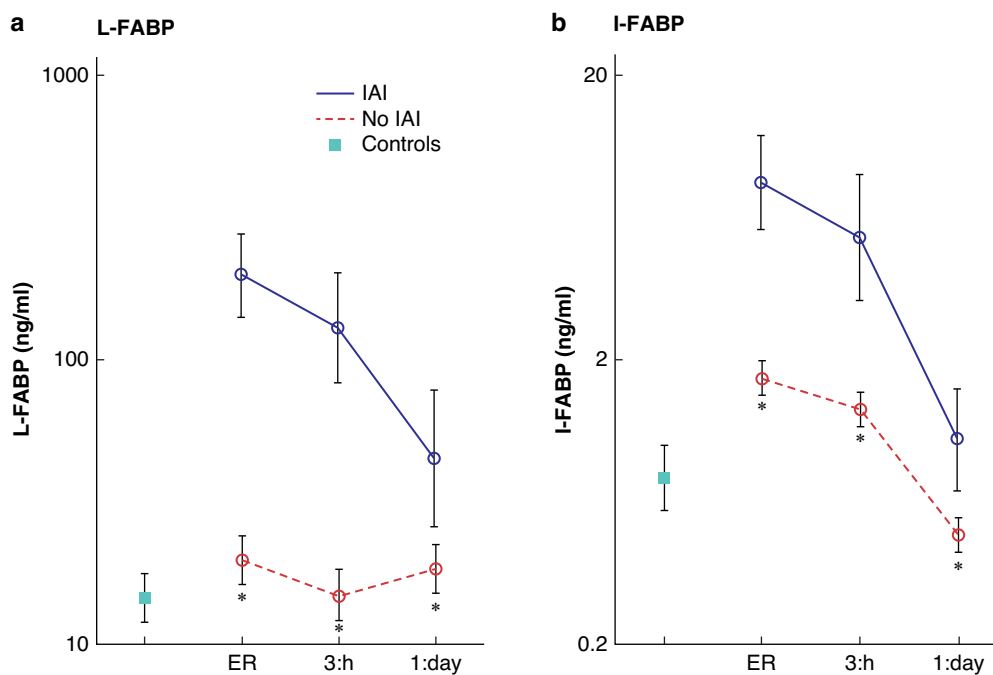 a L-FABP
1000
IAI
No IAI
Controls
L-FABP (ng/ml)
100
*
*
*
10
ER 3:h 1:day
b I-FABP
20
I-FABP (ng/ml)
2
*
*
*
0.2
ER 3:h 1:day